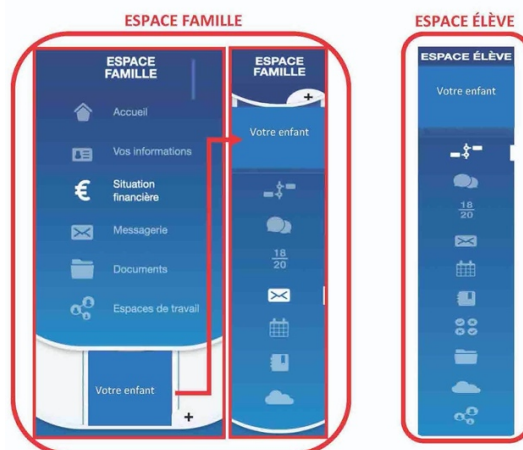 ESPACE FAMILLE
ESPACE
FAMILLE
Accueil
Vos informations
€ Situation
financière
Messagerie
Documents
Espaces de travail
Votre enfant
+
ESPACE
FAMILLE
+
Votre enfant
18
20
ESPACE ÉLÈVE
ESPACE ÉLÈVE
Votre enfant
18
20